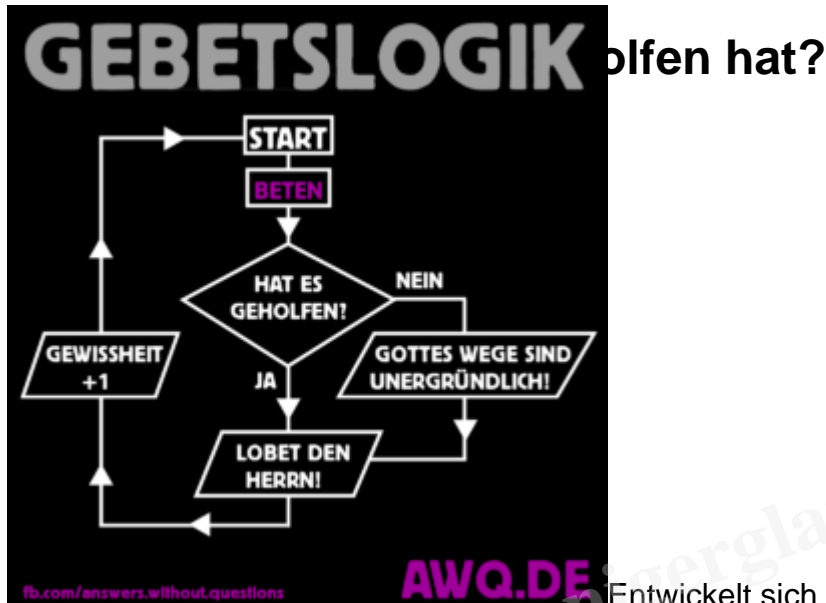 GEBETSLOGIK
olfen hat?
START
BETEN
HAT ES
GEHOLFEN?
NEIN
GOTTES WEGE SIND
UNERGRÜNDLICH!
JA
LOBET DEN
HERRN!
GEWISSHEIT
+1
fb.com/answers.without.questions
AWQ.DE
Entwickelt sich